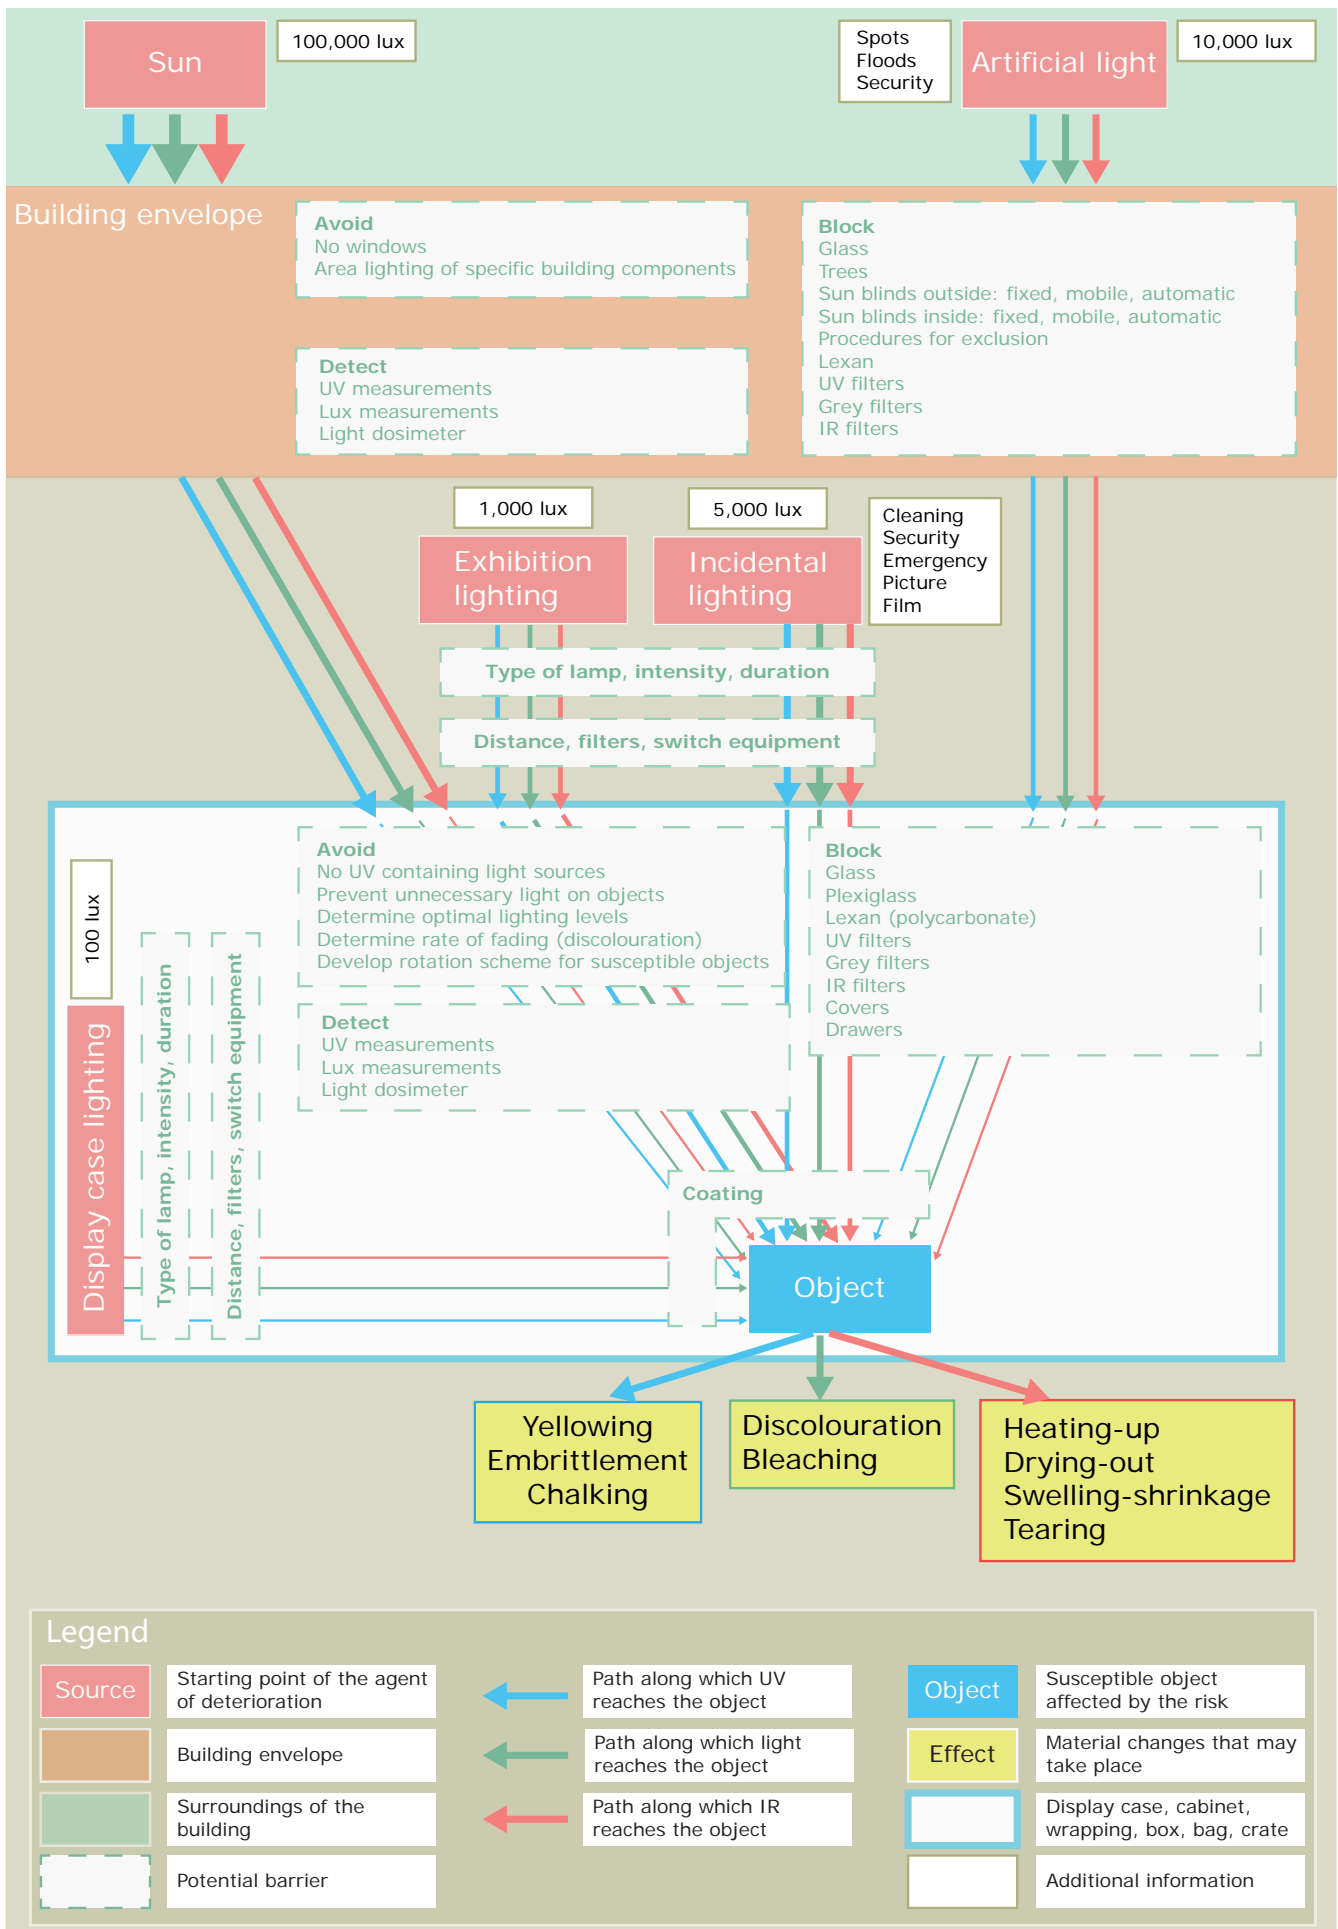 Sun
100,000 lux
Spots
Floods
Security
Artificial light
10,000 lux
Building envelope
Avoid
No windows
Area lighting of specific building components
Detect
UV measurements
Lux measurements
Light dosimeter
Block
Glass
Trees
Sun blinds outside: fixed, mobile, automatic
Sun blinds inside: fixed, mobile, automatic
Procedures for exclusion
Lexan
UV filters
Grey filters
IR filters
1,000 lux
Exhibition
lighting
5,000 lux
Incidental
lighting
Cleaning
Security
Emergency
Picture
Film
Type of lamp, intensity, duration
Distance, filters, switch equipment
100 lux
Display case lighting
Type of lamp, intensity, duration
Distance, filters, switch equipment
Avoid
No UV containing light sources
Prevent unnecessary light on objects
Determine optimal lighting levels
Determine rate of fading (discolouration)
Develop rotation scheme for susceptible objects
Detect
UV measurements
Lux measurements
Light dosimeter
Block
Glass
Plexiglass
Lexan (polycarbonate)
UV filters
Grey filters
IR filters
Covers
Drawers
Coating
Object
Yellowing
Embrittlement
Chalking
Discolouration
Bleaching
Heating-up
Drying-out
Swelling-shrinkage
Tearing
Legend
Source
Starting point of the agent
of deterioration
Building envelope
Surroundings of the
building
Potential barrier
Path along which UV
reaches the object
Path along which light
reaches the object
Path along which IR
reaches the object
Object
Susceptible object
affected by the risk
Effect
Material changes that may
take place
Display case, cabinet,
wrapping, box, bag, crate
Additional information